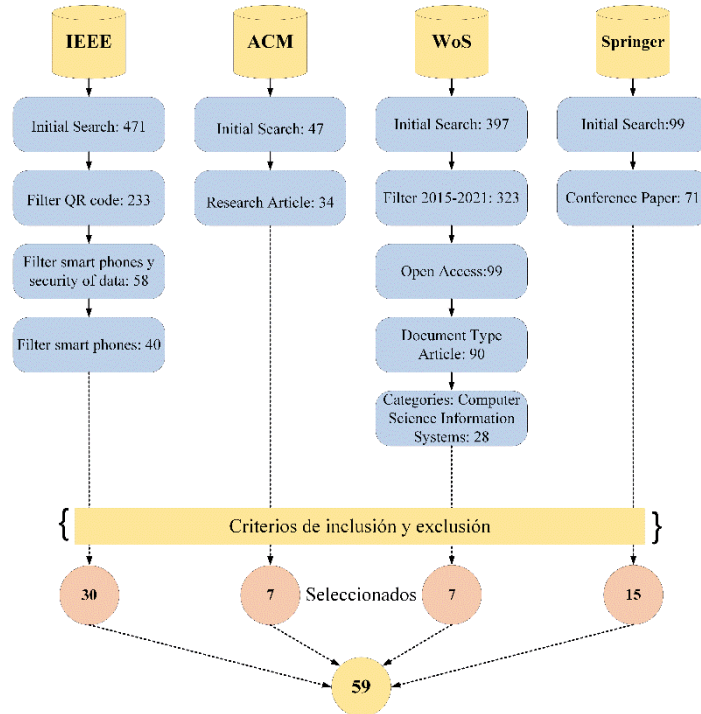 IEEE
ACM
WoS
Springer
Initial Search: 471
Initial Search: 47
Initial Search: 397
Initial Search:99
Filter QR code: 233
Research Article: 34
Filter 2015-2021: 323
Conference Paper: 71
Filter smart phones y
security of data: 58
Open Access:99
Filter smart phones: 40
Document Type
Article: 90
Categories: Computer
Science Information
Systems: 28
{ Criterios de inclusión y exclusión }
30
7
Seleccionados
7
15
59